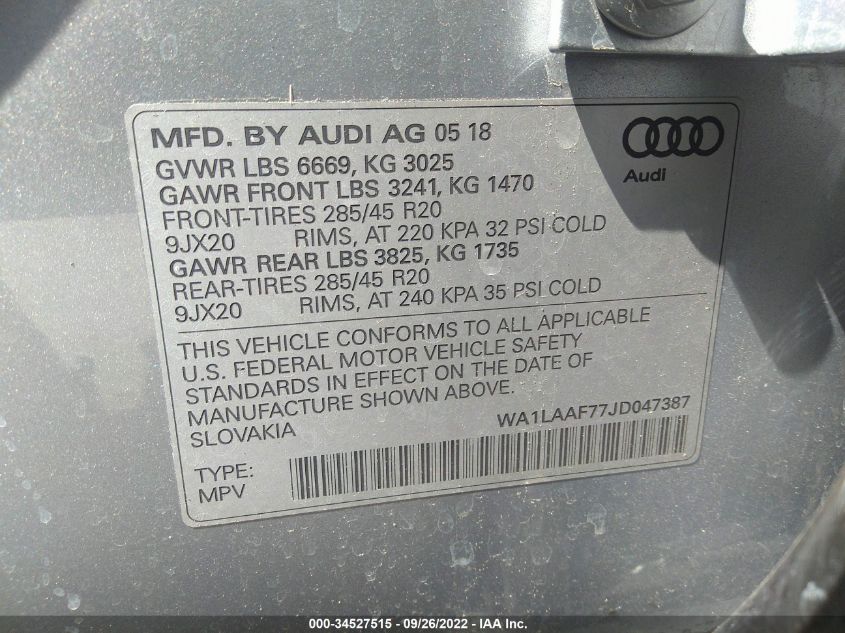 MFD. BY AUDI AG 05 18
GVWR LBS 6669, KG 3025
GAWR FRONT LBS 3241, KG 1470
FRONT-TIRES 285/45 R20
9JX20 RIMS, AT 220 KPA 32 PSI COLD
GAWR REAR LBS 3825, KG 1735
REAR-TIRES 285/45 R20
9JX20 RIMS, AT 240 KPA 35 PSI COLD
Audi
THIS VEHICLE CONFORMS TO ALL APPLICABLE
U.S. FEDERAL MOTOR VEHICLE SAFETY
STANDARDS IN EFFECT ON THE DATE OF
MANUFACTURE SHOWN ABOVE.
SLOVAKIA
WA1LAAF77JD047387
TYPE:
MPV
000-34527515 - 09/26/2022 - IAA Inc.